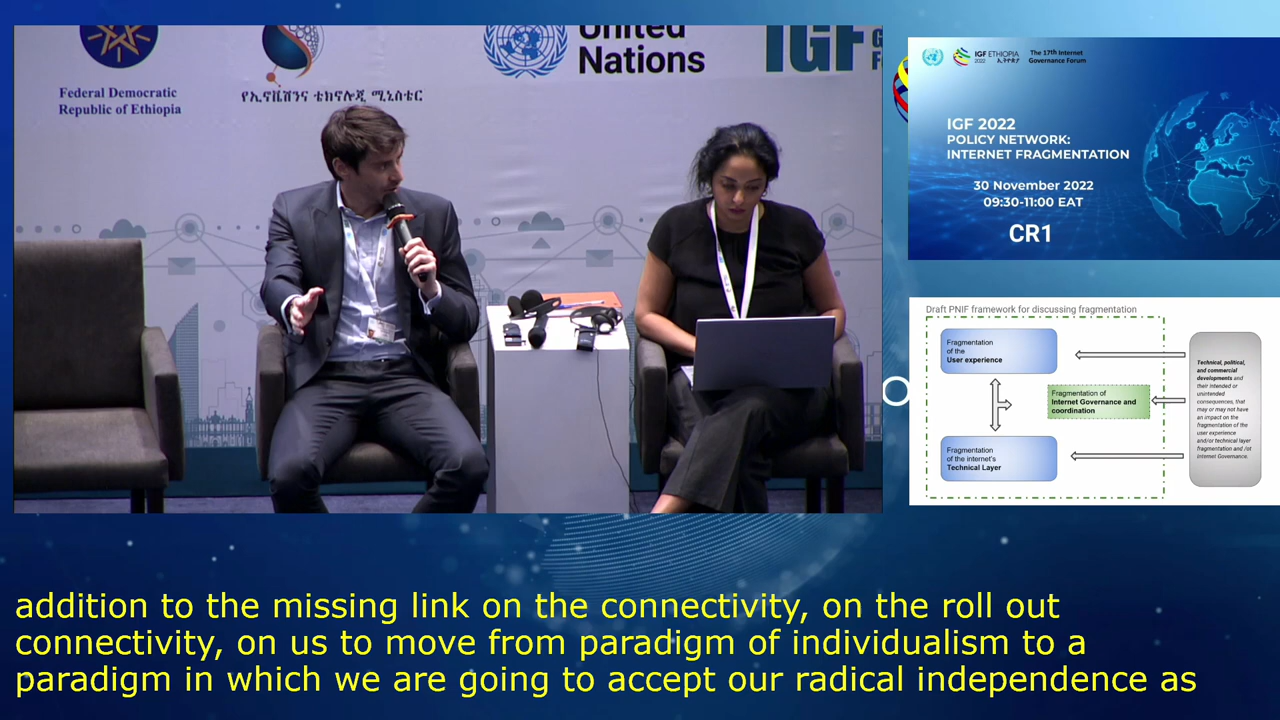 Federal Democratic
Republic of Ethiopia
የኢኖቬሽንና ቴክኖሎጂ ሚኒስቴር
United
Nations
IGF
IGF ETHIOPIA
2022 ኢትዮጵያ
The 17th Internet
Governance Forum
IGF 2022
POLICY NETWORK:
INTERNET FRAGMENTATION
30 November 2022
09:30-11:00 EAT
CR1
Draft PNIF framework for discussing fragmentation
Fragmentation
of the
User experience
Fragmentation of
Internet Governance and
coordination
Fragmentation
of the internet's
Technical Layer
Technical, political,
and commercial
developments and
their intended or
unintended
consequences, that
may or may not have
an impact on the
fragmentation of the
user experience
and/or technical layer
fragmentation and /or
Internet Governance.
addition to the missing link on the connectivity, on the roll out
connectivity, on us to move from paradigm of individualism to a
paradigm in which we are going to accept our radical independence as